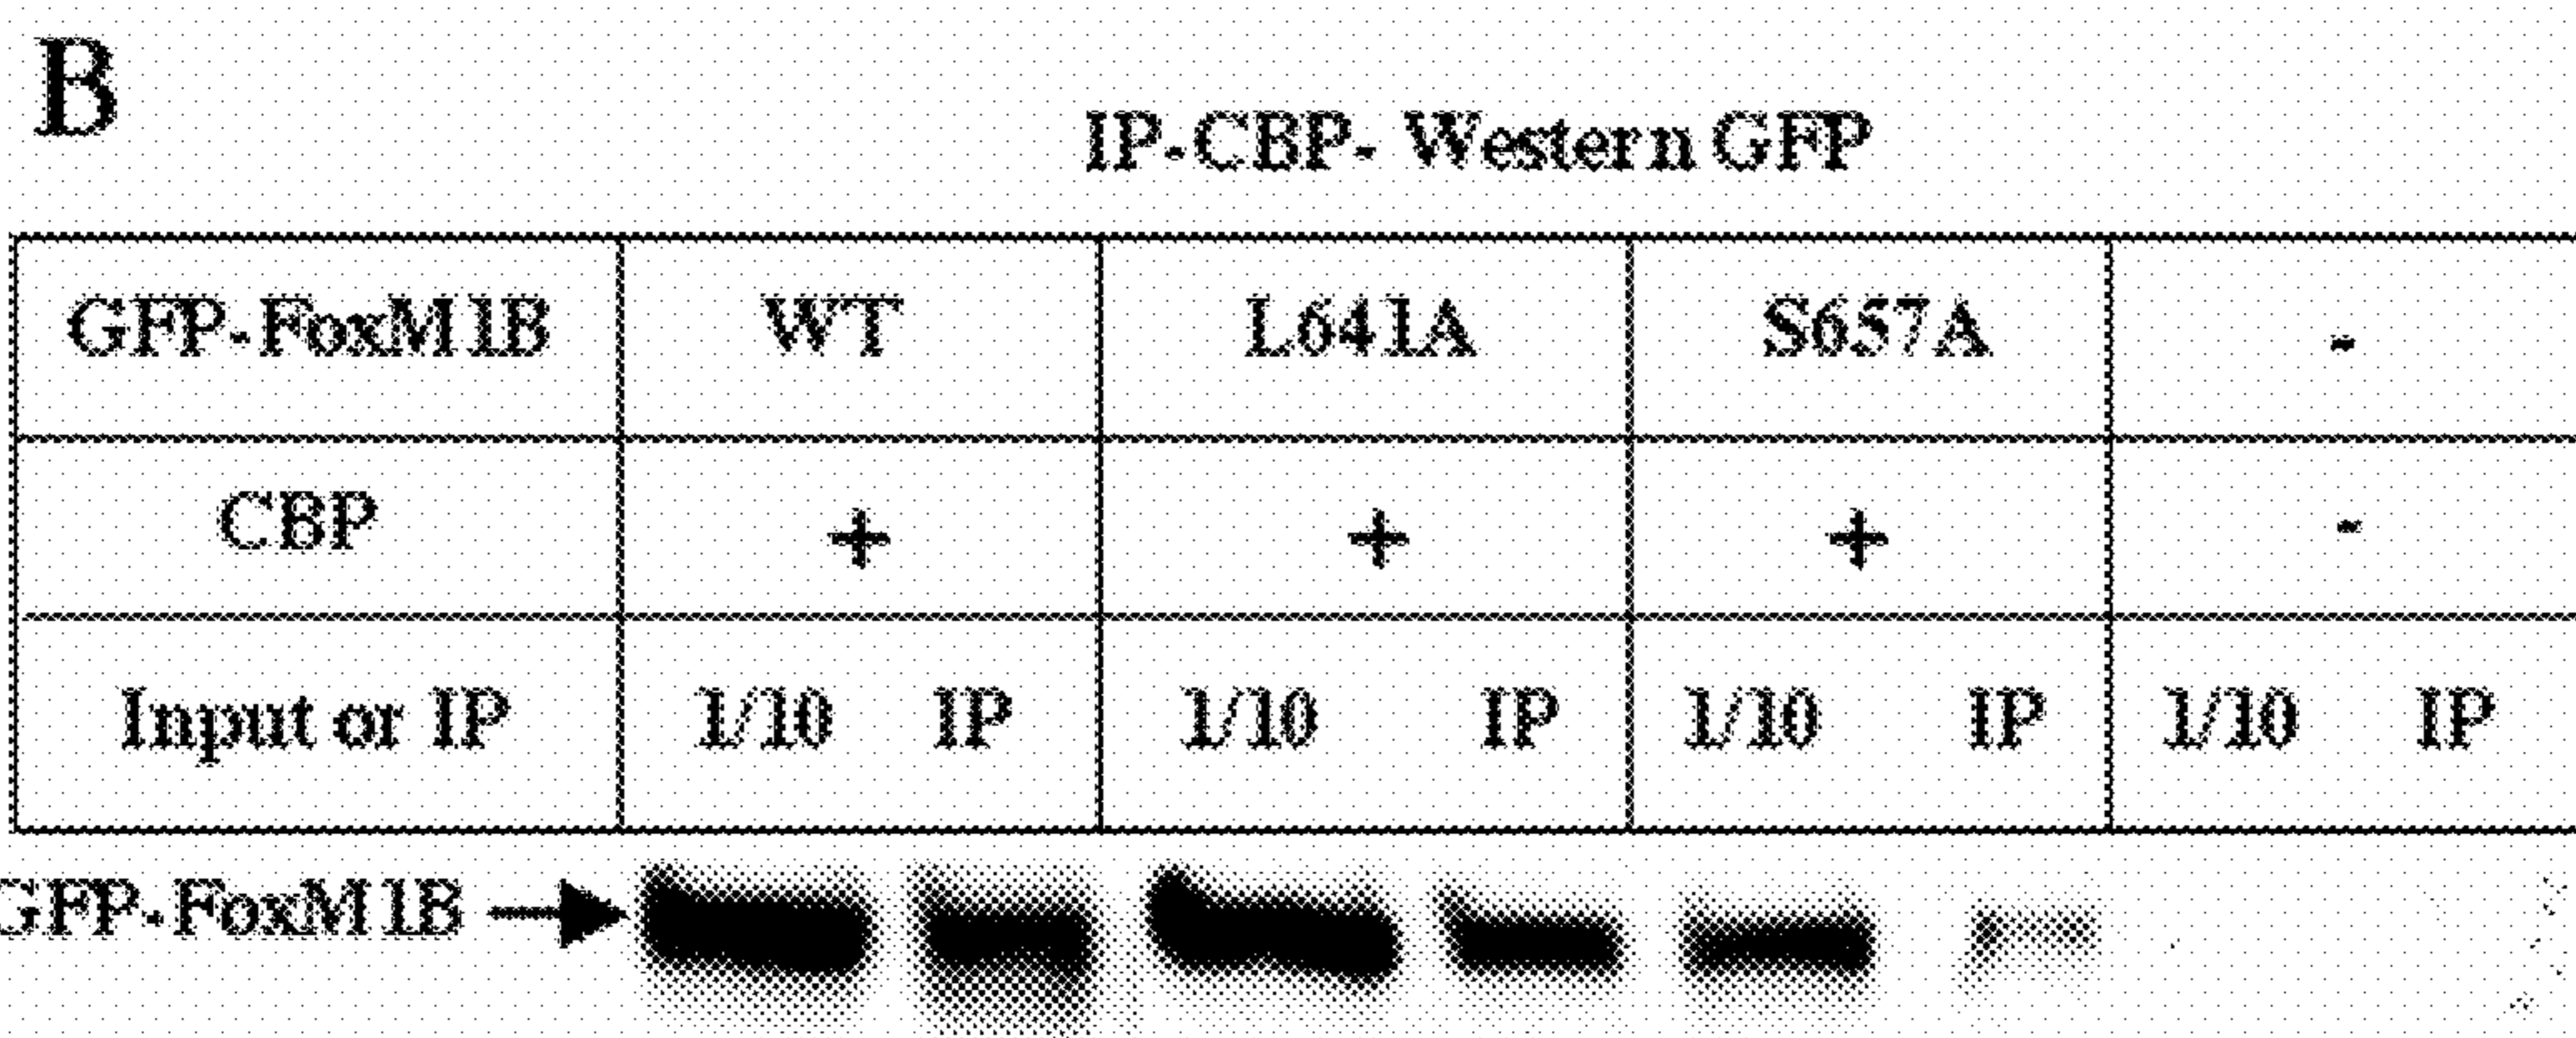 B
IP-CBP- Western GFP
GFP-FoxM1B WT L641A S657A -
CBP + + + -
Input or IP 1/10 IP 1/10 IP 1/10 IP 1/10 IP
GFP-FoxM1B